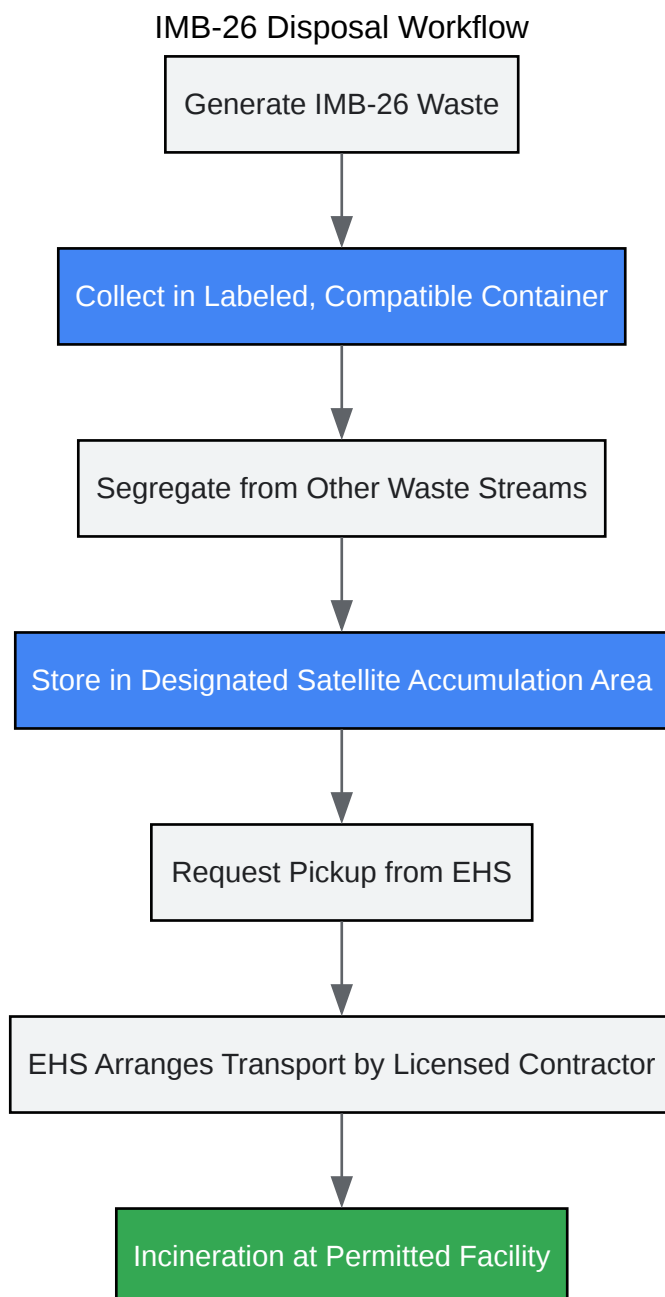 IMB-26 Disposal Workflow
Generate IMB-26 Waste
Collect in Labeled, Compatible Container
Segregate from Other Waste Streams
Store in Designated Satellite Accumulation Area
Request Pickup from EHS
EHS Arranges Transport by Licensed Contractor
Incineration at Permitted Facility